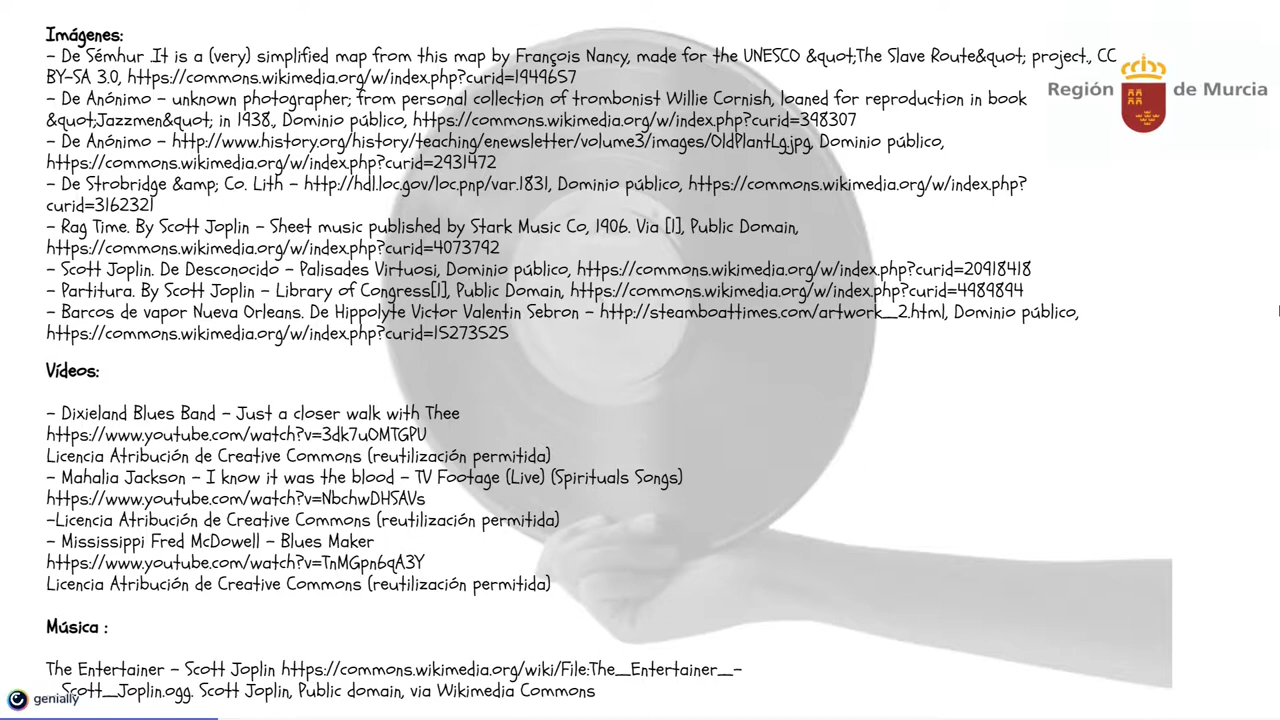 Imágenes:
- De Sémhur .It is a (very) simplified map from this map by François Nancy, made for the UNESCO &quot;The Slave Route&quot; project., CC
BY-SA 3.0, https://commons.wikimedia.org/w/index.php?curid=1949657
- De Anónimo - unknown photographer; from personal collection of trombonist Willie Cornish, loaned for reproduction in book
&quot;Jazzmen&quot; in 1938., Dominio público, https://commons.wikimedia.org/w/index.php?curid=398307
- De Anónimo - http://www.history.org/history/teaching/enewsletter/volume3/images/OldPlantLg.jpg, Dominio público,
https://commons.wikimedia.org/w/index.php?curid=2931472
- De Strobridge &amp; Co. Lith - http://hdl.loc.gov/loc.pnp/var.1831, Dominio público, https://commons.wikimedia.org/w/index.php?
curid=3162321
- Rag Time. By Scott Joplin - Sheet music published by Stark Music Co, 1906. Via [1], Public Domain,
https://commons.wikimedia.org/w/index.php?curid=4073792
- Scott Joplin. De Desconocido - Palisades Virtuosi, Dominio público, https://commons.wikimedia.org/w/index.php?curid=20918418
- Partitura. By Scott Joplin - Library of Congress[1], Public Domain, https://commons.wikimedia.org/w/index.php?curid=4989894
- Barcos de vapor Nueva Orleans. De Hippolyte Victor Valentin Sebron - http://steamboattimes.com/artwork_2.html, Dominio público,
https://commons.wikimedia.org/w/index.php?curid=15273525
Región de Murcia
Vídeos:
- Dixieland Blues Band - Just a closer walk with Thee
https://www.youtube.com/watch?v=3dk7uOMTGPU
Licencia Atribución de Creative Commons (reutilización permitida)
- Mahalia Jackson - I know it was the blood - TV Footage (Live) (Spirituals Songs)
https://www.youtube.com/watch?v=NbchwDHSAVs
-Licencia Atribución de Creative Commons (reutilización permitida)
- Mississippi Fred McDowell - Blues Maker
https://www.youtube.com/watch?v=TnMGpn6qA3Y
Licencia Atribución de Creative Commons (reutilización permitida)
Música :
The Entertainer - Scott Joplin https://commons.wikimedia.org/wiki/File:The_Entertainer_-
_Scott_Joplin.ogg. Scott Joplin, Public domain, via Wikimedia Commons
genially